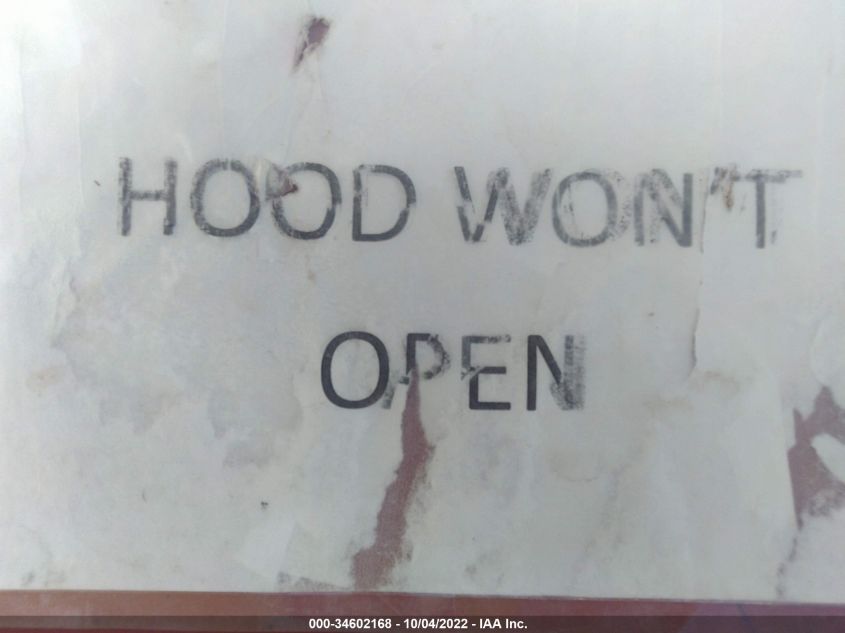 HOOD WON'T
OPEN
000-34602168 - 10/04/2022 - IAA Inc.